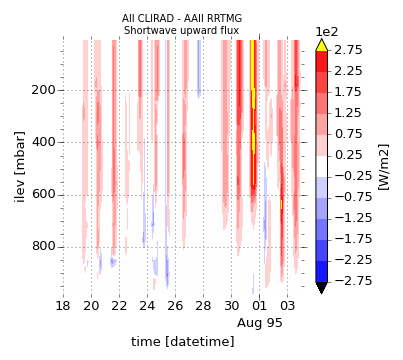 All CLIRAD - AAll RRTMG
Shortwave upward flux
1e2
2.75
2.25
1.75
1.25
0.75
0.25
−0.25
−0.75
−1.25
−1.75
−2.25
−2.75
[W/m2]
ilev [mbar]
200
400
600
800
18 20 22 24 26 28 30 01 03
Aug 95
time [datetime]